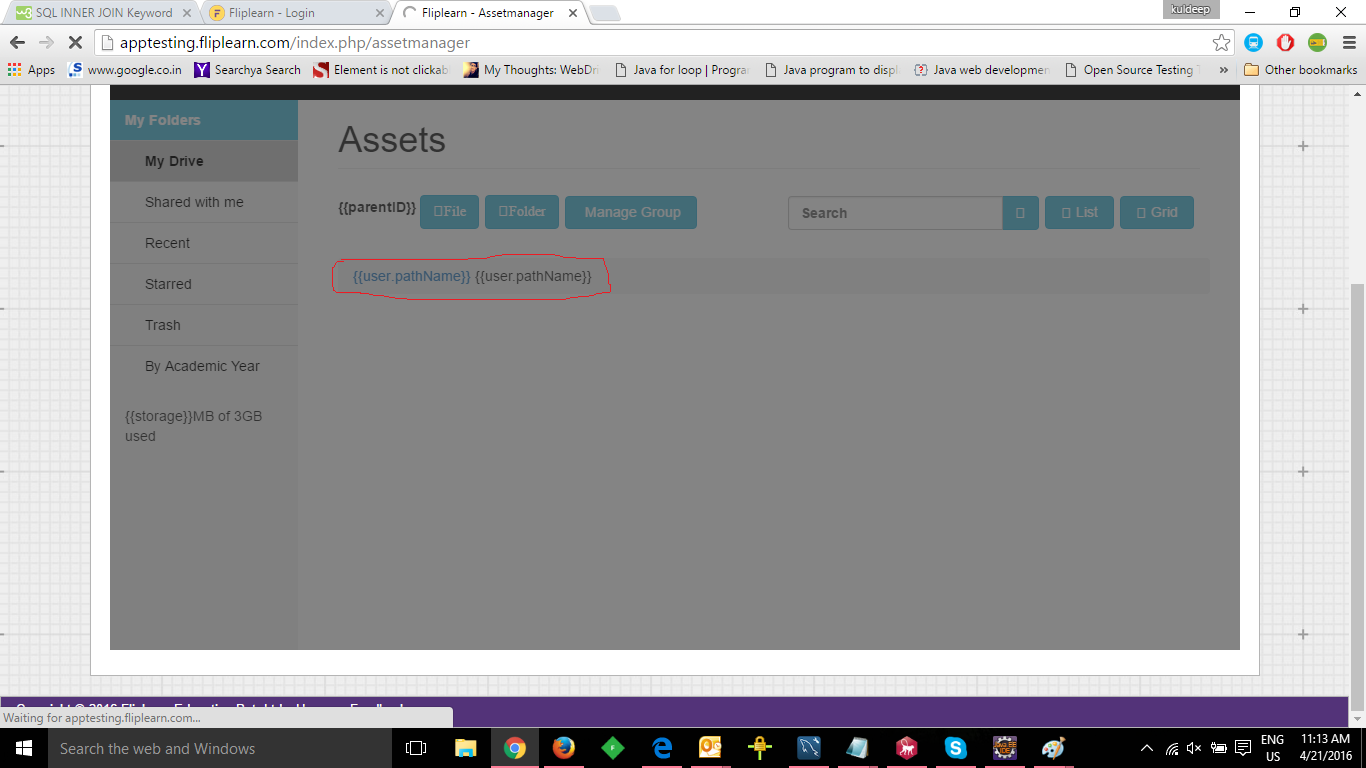 SQL INNER JOIN Keyword
Fliplearn - Login
Fliplearn - Assetmanager
kuldeep
apptesting.fliplearn.com/index.php/assetmanager
Apps
www.google.co.in
Searchya Search
Element is not clickab
My Thoughts: WebDri
Java for loop | Progra
Java program to displ
Java web developmen
Open Source Testing
»
Other bookmarks
My Folders
My Drive
Shared with me
Recent
Starred
Trash
By Academic Year
{{storage}}MB of 3GB
used
Assets
{{parentID}}
File
Folder
Manage Group
Search
List
Grid
{{user.pathName}} {{user.pathName}}
Waiting for apptesting.fliplearn.com...
Search the web and Windows
ENG
US
11:13 AM
4/21/2016